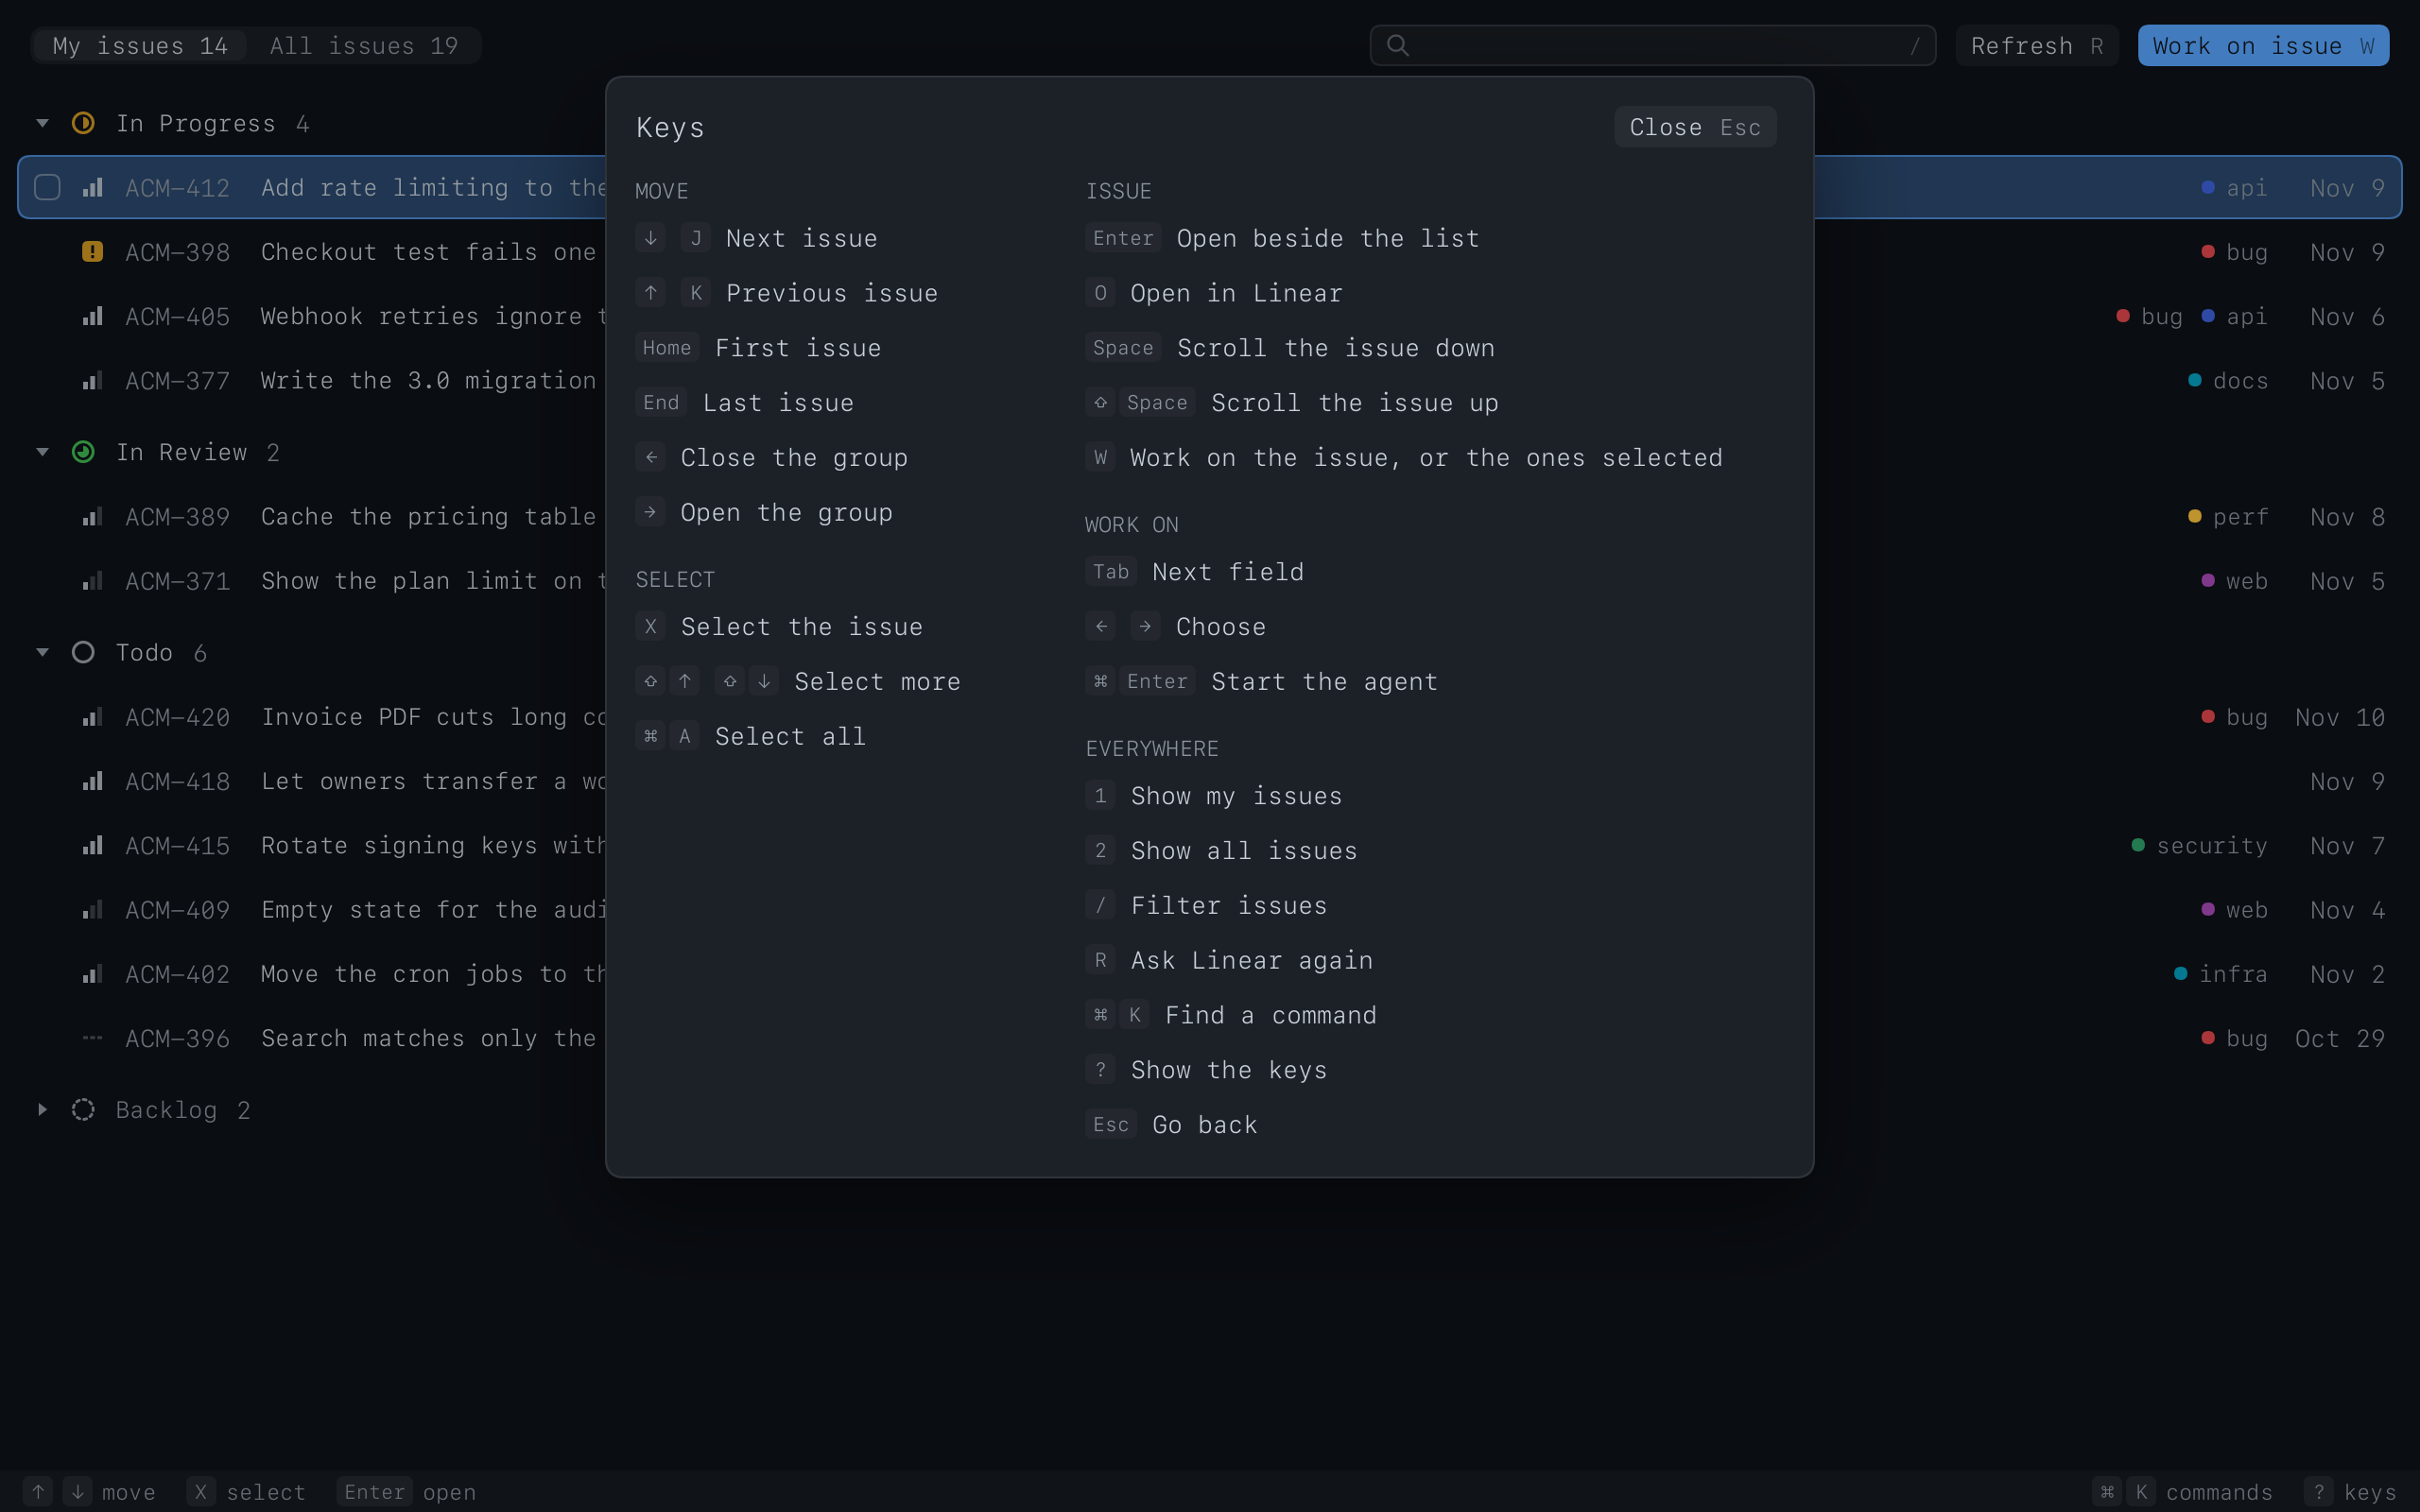 My issues 14 All issues 19 / Refresh R Work on issue W
In Progress 4
ACM-412 Add rate limiting to the api Nov 9
ACM-398 Checkout test fails one bug Nov 9
ACM-405 Webhook retries ignore bug api Nov 6
ACM-377 Write the 3.0 migration docs Nov 5
In Review 2
ACM-389 Cache the pricing table perf Nov 8
ACM-371 Show the plan limit on web Nov 5
Todo 6
ACM-420 Invoice PDF cuts long bug Nov 10
ACM-418 Let owners transfer a Nov 9
ACM-415 Rotate signing keys with security Nov 7
ACM-409 Empty state for the web Nov 4
ACM-402 Move the cron jobs to infra Nov 2
ACM-396 Search matches only the bug Oct 29
Backlog 2
Keys Close Esc
MOVE
↓ J Next issue
↑ K Previous issue
Home First issue
End Last issue
← Close the group
→ Open the group
SELECT
X Select the issue
⇧ ↑ ⇧ ↓ Select more
⌘ A Select all
ISSUE
Enter Open beside the list
O Open in Linear
Space Scroll the issue down
⇧ Space Scroll the issue up
W Work on the issue, or the ones selected
WORK ON
Tab Next field
← → Choose
⌘ Enter Start the agent
EVERYWHERE
1 Show my issues
2 Show all issues
/ Filter issues
R Ask Linear again
⌘ K Find a command
? Show the keys
Esc Go back
↑ ↓ move X select Enter open ⌘ K commands ? keys